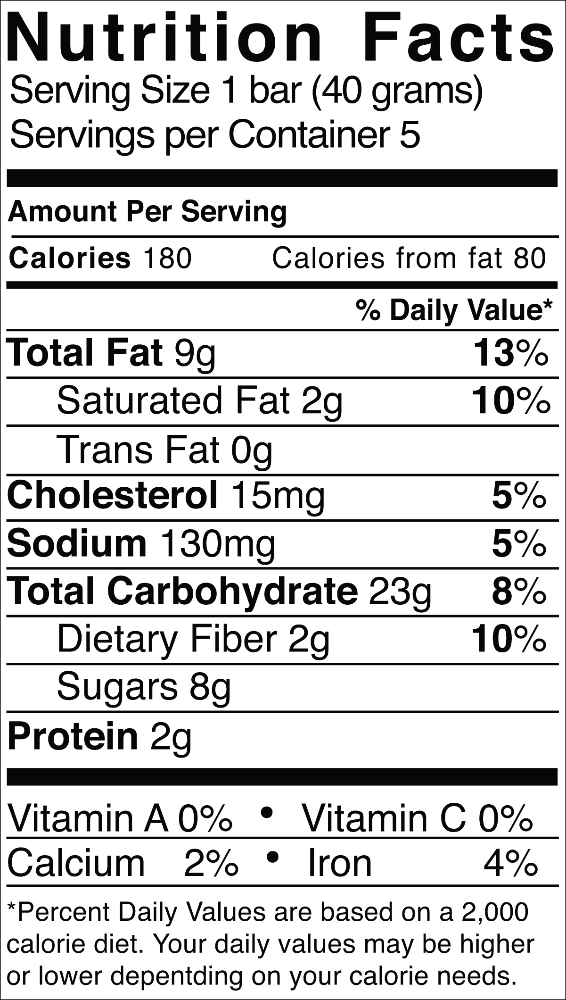 Nutrition Facts
Serving Size 1 bar (40 grams)
Servings per Container 5
Amount Per Serving
Calories 180 Calories from fat 80
% Daily Value*
Total Fat 9g 13%
Saturated Fat 2g 10%
Trans Fat 0g
Cholesterol 15mg 5%
Sodium 130mg 5%
Total Carbohydrate 23g 8%
Dietary Fiber 2g 10%
Sugars 8g
Protein 2g
Vitamin A 0% • Vitamin C 0%
Calcium 2% • Iron 4%
*Percent Daily Values are based on a 2,000
calorie diet. Your daily values may be higher
or lower depentding on your calorie needs.